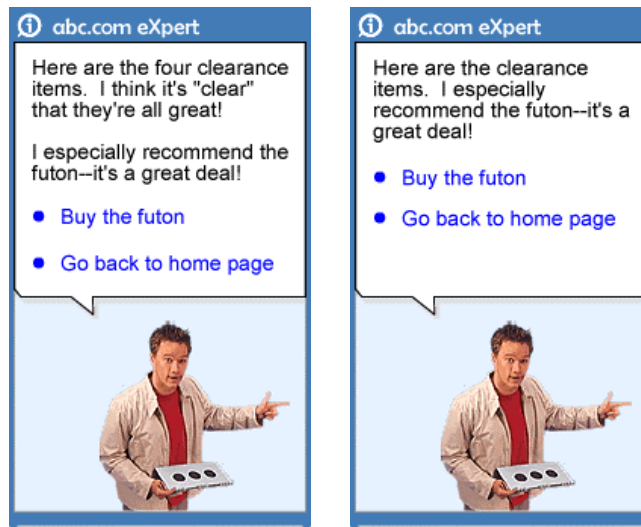 abc.com eXpert
Here are the four clearance
items.  I think it's "clear"
that they're all great!
I especially recommend the
futon--it's a great deal!
Buy the futon
Go back to home page
abc.com eXpert
Here are the clearance
items.  I especially
recommend the futon--it's a
great deal!
Buy the futon
Go back to home page